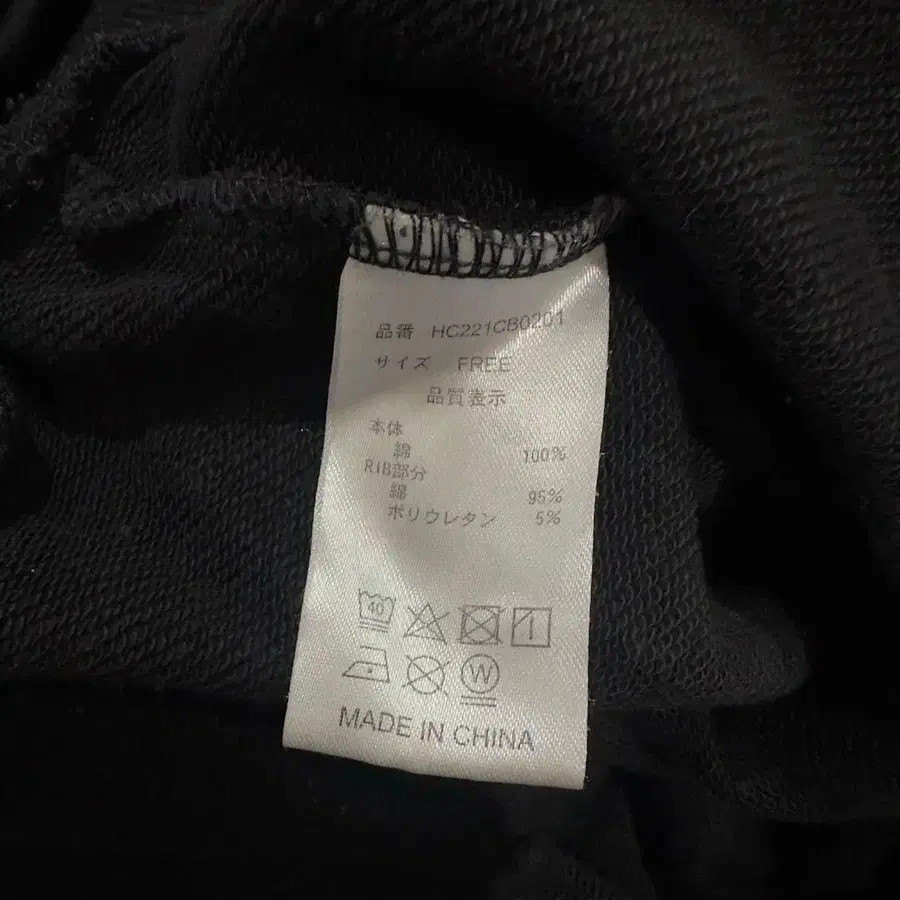 品番 HC221CB0201
サイズ FREE
品質表示
本体
綿 100%
RIB部分
綿 95%
ポリウレタン 5%
40
W
MADE IN CHINA